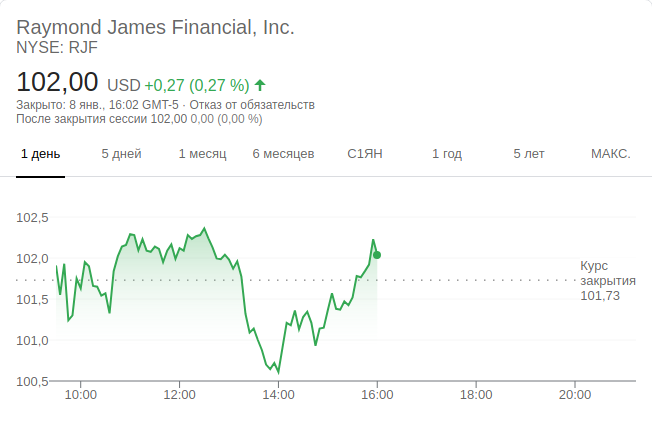 Raymond James Financial, Inc.
NYSE: RJF
102,00 USD +0,27 (0,27 %)
Закрыто: 8 янв., 16:02 GMT-5 · Отказ от обязательств
После закрытия сессии 102,00 0,00 (0,00 %)
1 день 5 дней 1 месяц 6 месяцев С1ЯН 1 год 5 лет МАКС.
102,5
102,0
101,5
101,0
100,5
Курс
закрытия
101,73
10:00 12:00 14:00 16:00 18:00 20:00